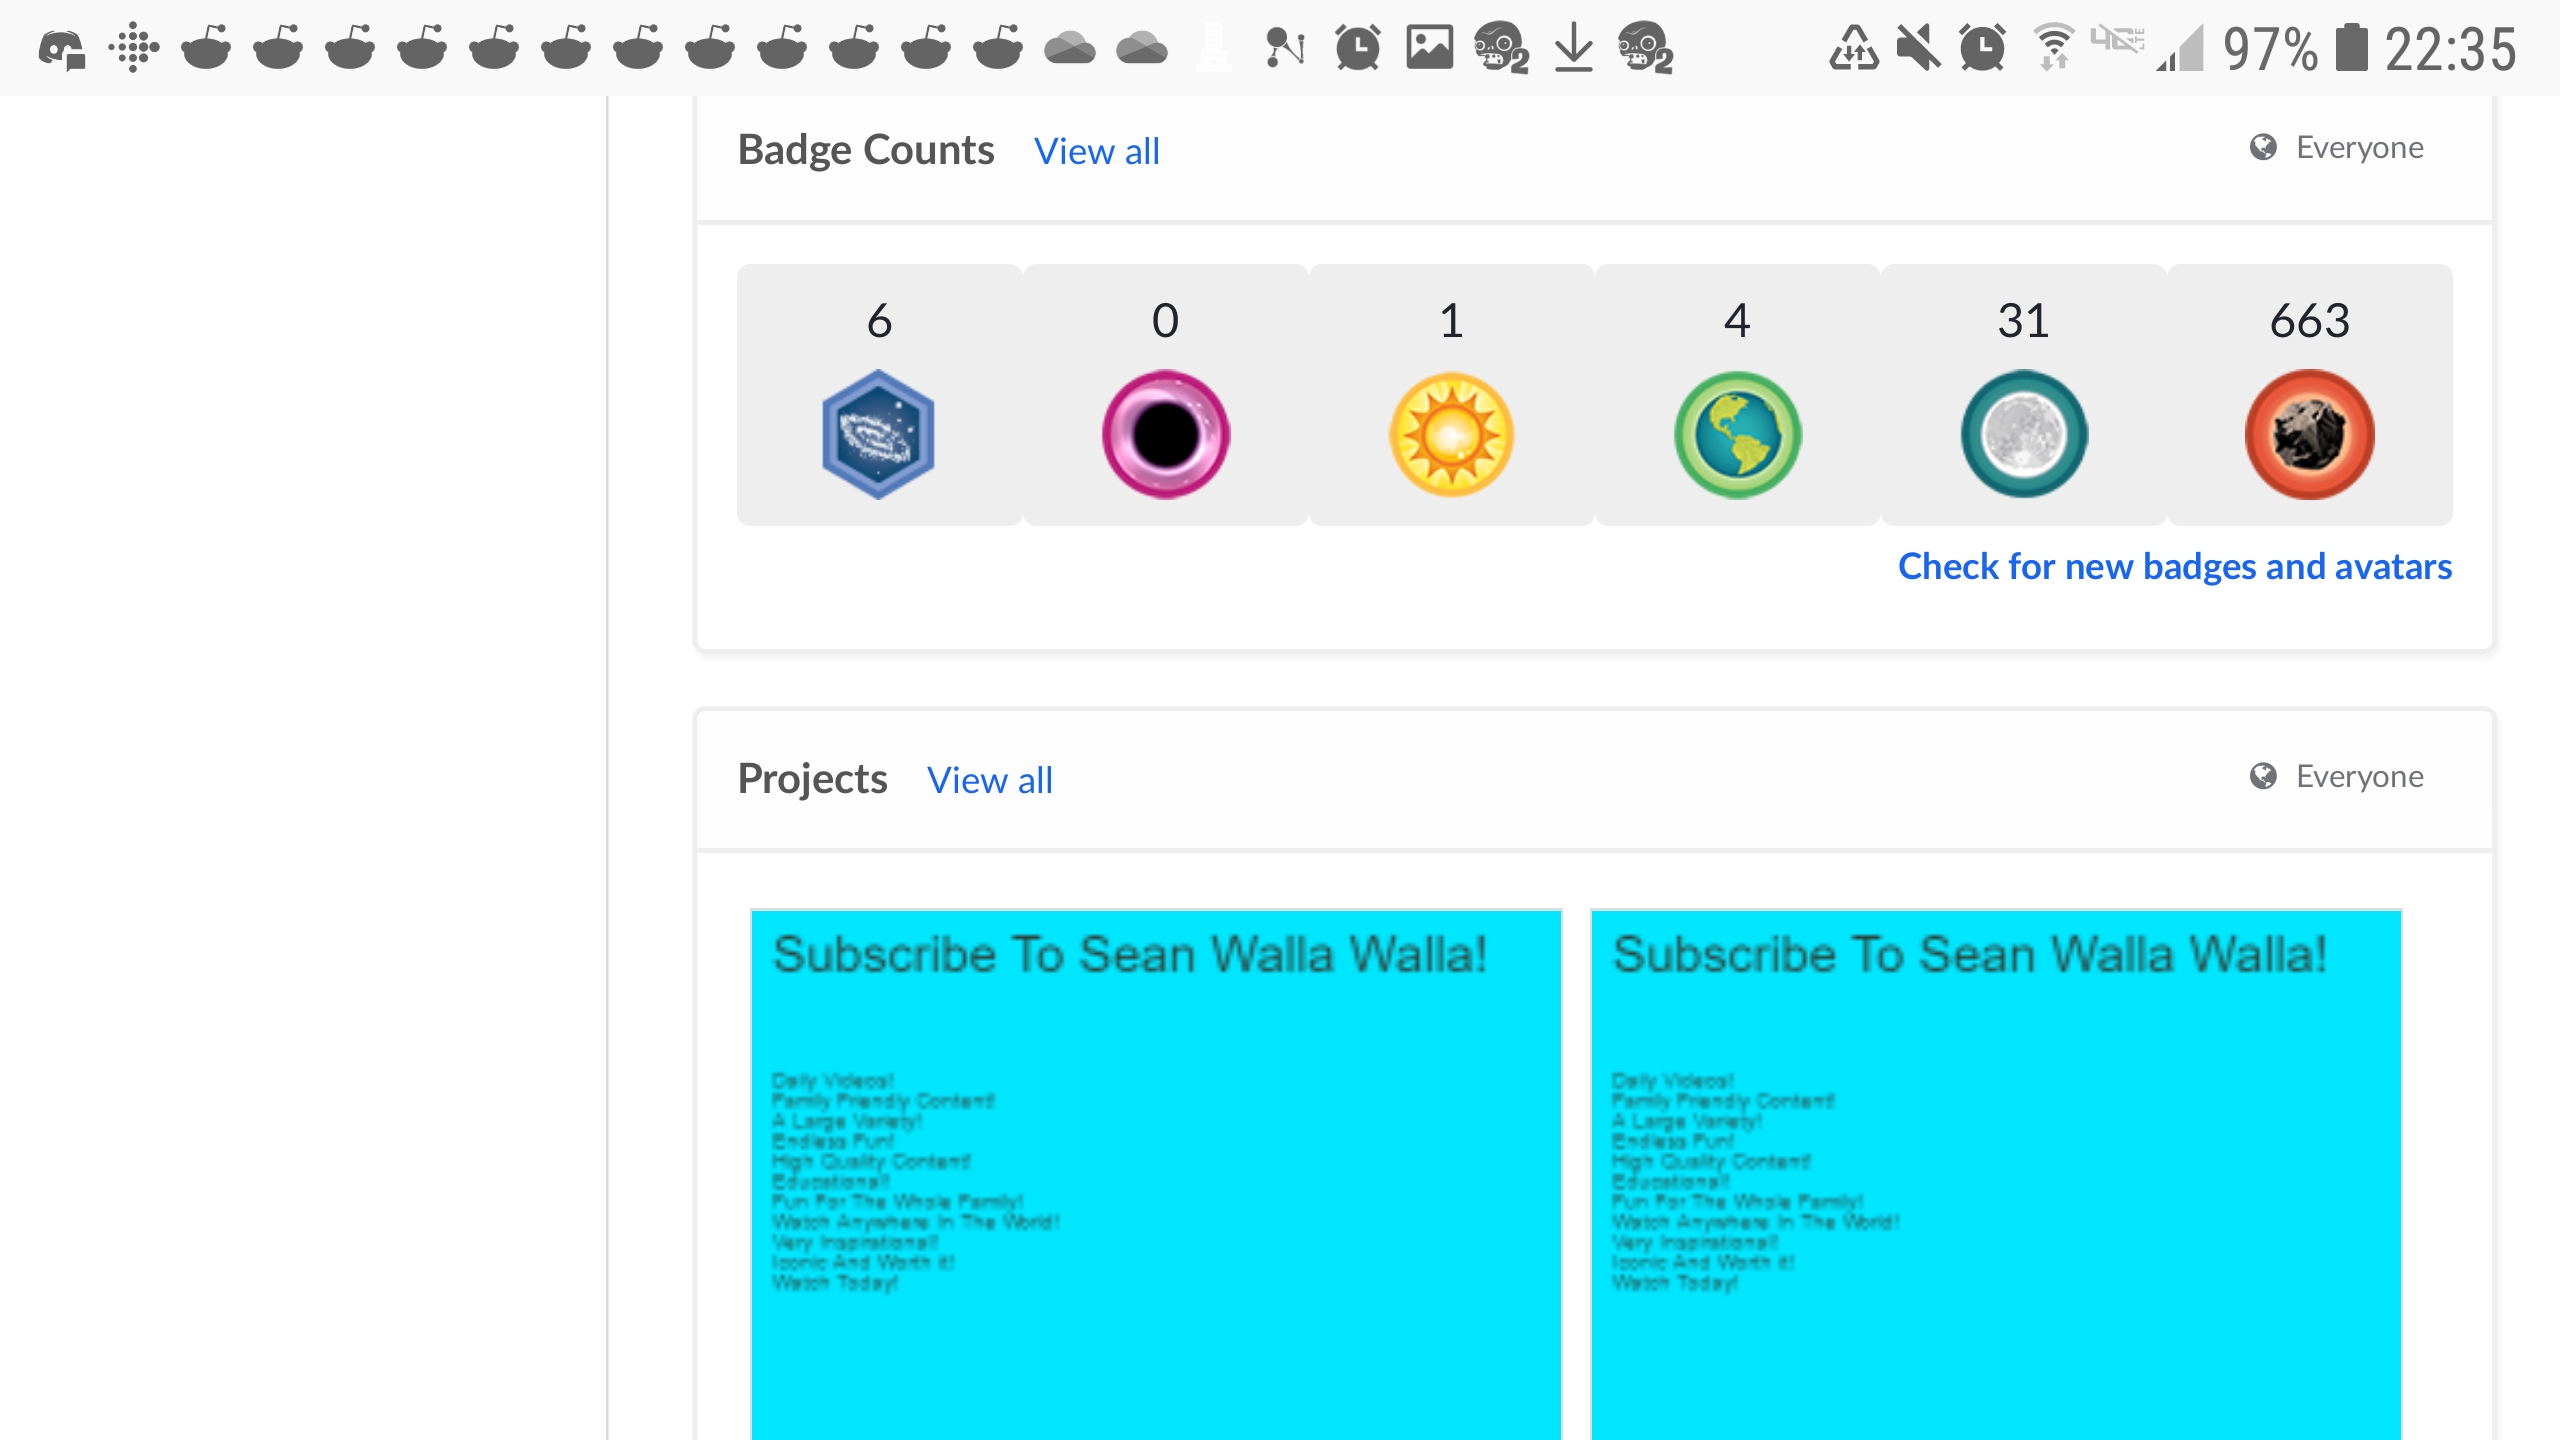 97% 22:35
Badge Counts View all Everyone
6 0 1 4 31 663
Check for new badges and avatars
Projects View all Everyone
Subscribe To Sean Walla Walla!
Daily Videos!
Family Friendly Content!
A Large Variety!
Endless Fun!
High Quality Content!
Educational!
Fun For The Whole Family!
Watch Anywhere In The World!
Very Inspirational!
Iconic And Worth It!
Watch Today!
Subscribe To Sean Walla Walla!
Daily Videos!
Family Friendly Content!
A Large Variety!
Endless Fun!
High Quality Content!
Educational!
Fun For The Whole Family!
Watch Anywhere In The World!
Very Inspirational!
Iconic And Worth It!
Watch Today!